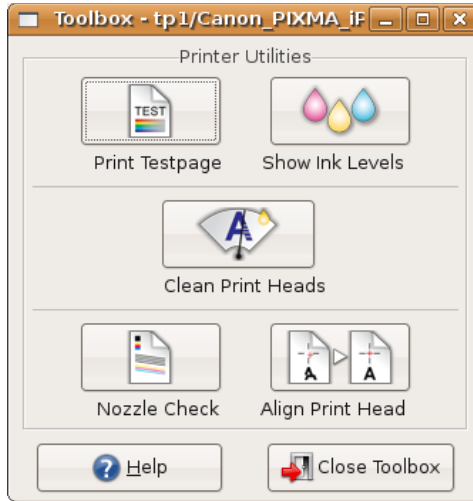 Toolbox - tp1/Canon_PIXMA_iP
Printer Utilities
TEST
Print Testpage
Show Ink Levels
A
Clean Print Heads
A A
Nozzle Check
Align Print Head
Help
Close Toolbox